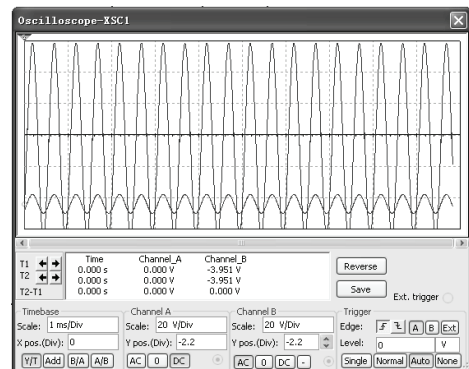 Oscilloscope-XSC1
T1
T2
T2-T1
Time Channel_A Channel_B
0.000 s 0.000 V -3.951 V
0.000 s 0.000 V -3.951 V
0.000 s 0.000 V 0.000 V
Reverse
Save
Ext. trigger
Timebase
Scale: 1 ms/Div
X pos.(Div): 0
Y/T Add B/A A/B
Channel A
Scale: 20 V/Div
Y pos.(Div): -2.2
AC 0 DC
Channel B
Scale: 20 V/Div
Y pos.(Div): -2.2
AC 0 DC -
Trigger
Edge: A B Ext
Level: 0 V
Single Normal Auto None